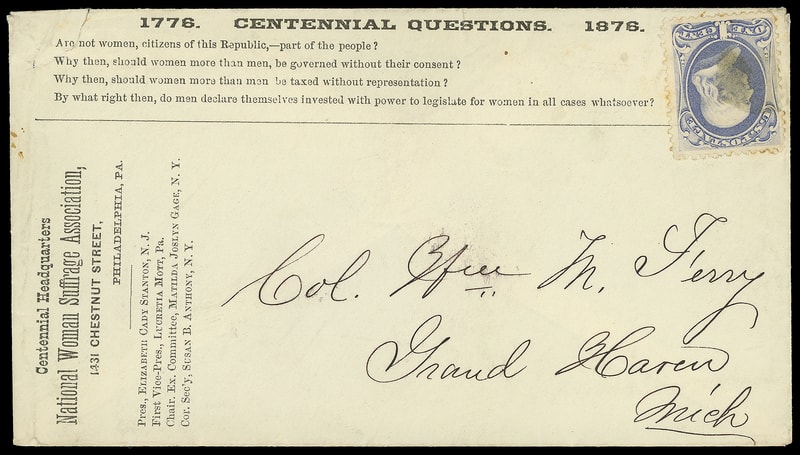 1776. CENTENNIAL QUESTIONS. 1876.
Are not women, citizens of this Republic,—part of the people?
Why then, should women more than men, be governed without their consent?
Why then, should women more than men be taxed without representation?
By what right then, do men declare themselves invested with power to legislate for women in all cases whatsoever?
Centennial Headquarters
National Woman Suffrage Association,
1431 CHESTNUT STREET,
PHILADELPHIA, PA.
Pres., ELIZABETH CADY STANTON, N. J.
First Vice-Pres., LUCRETIA MOTT, Pa.
Chair. Ex. Committee, MATILDA JOSLYN GAGE, N. Y.
Cor. Sec'y, SUSAN B. ANTHONY, N. Y.
Col. Wm M. Ferry
Grand Haven
Mich
U.S. POSTAGE
ONE CENT